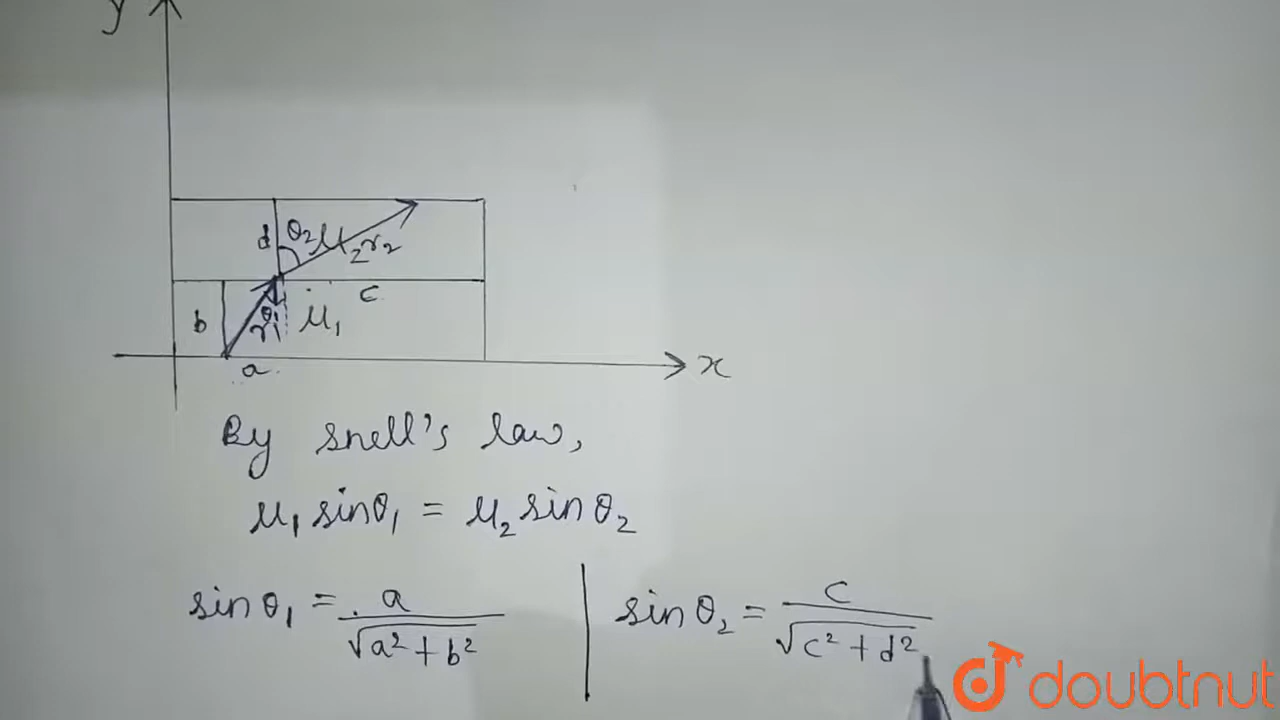 y
d θ₂ μ₂ r₂
c
b θ₁ r₁ μ₁
a
x
By snell's law,
μ₁ sinθ₁ = μ₂ sinθ₂
sinθ₁ = a/√a²+b² | sinθ₂ = c/√c²+d²
doubtnut